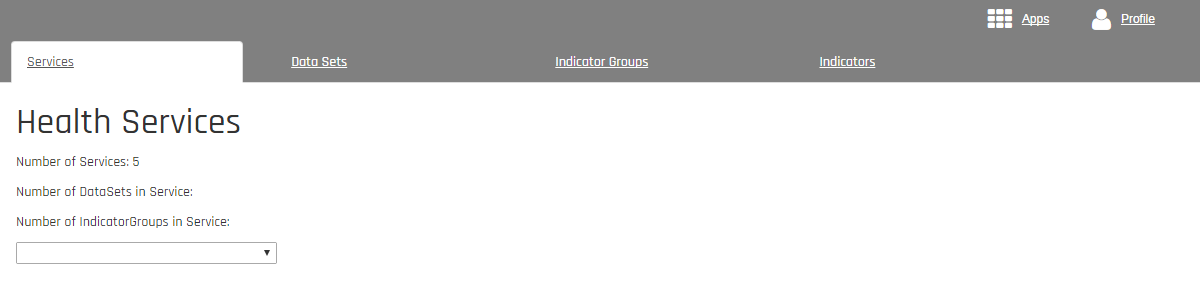 Apps Profile
Services Data Sets Indicator Groups Indicators
Health Services
Number of Services: 5
Number of DataSets in Service:
Number of IndicatorGroups in Service: